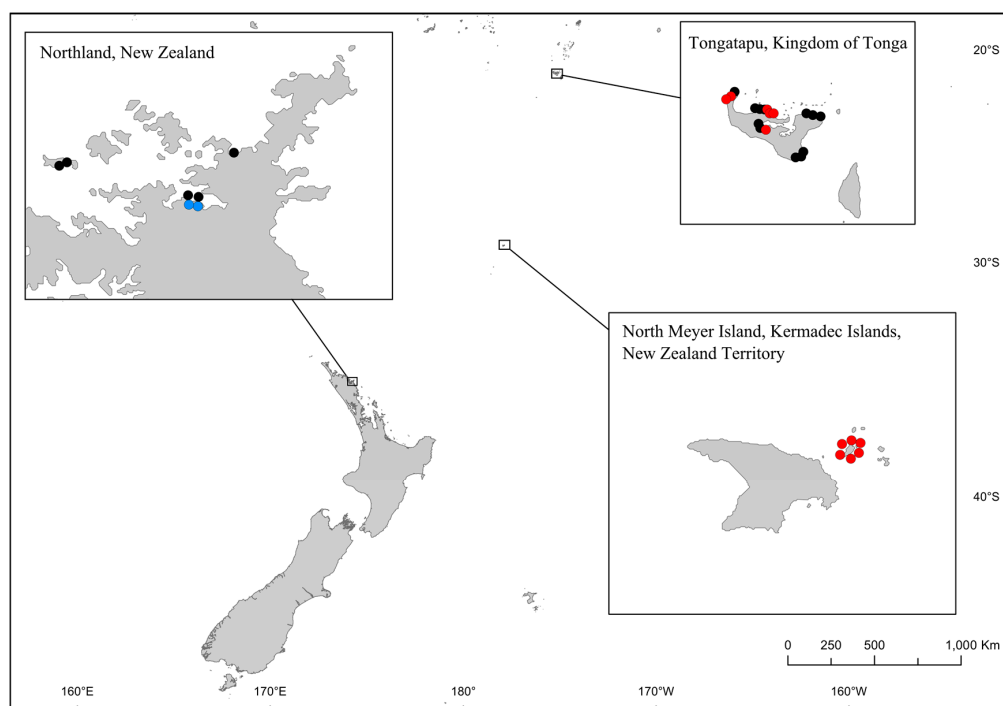 Northland, New Zealand
Tongatapu, Kingdom of Tonga
20°S
30°S
North Meyer Island, Kermadec Islands,
New Zealand Territory
40°S
0 250 500 1,000 Km
160°E 170°E 180° 170°W 160°W